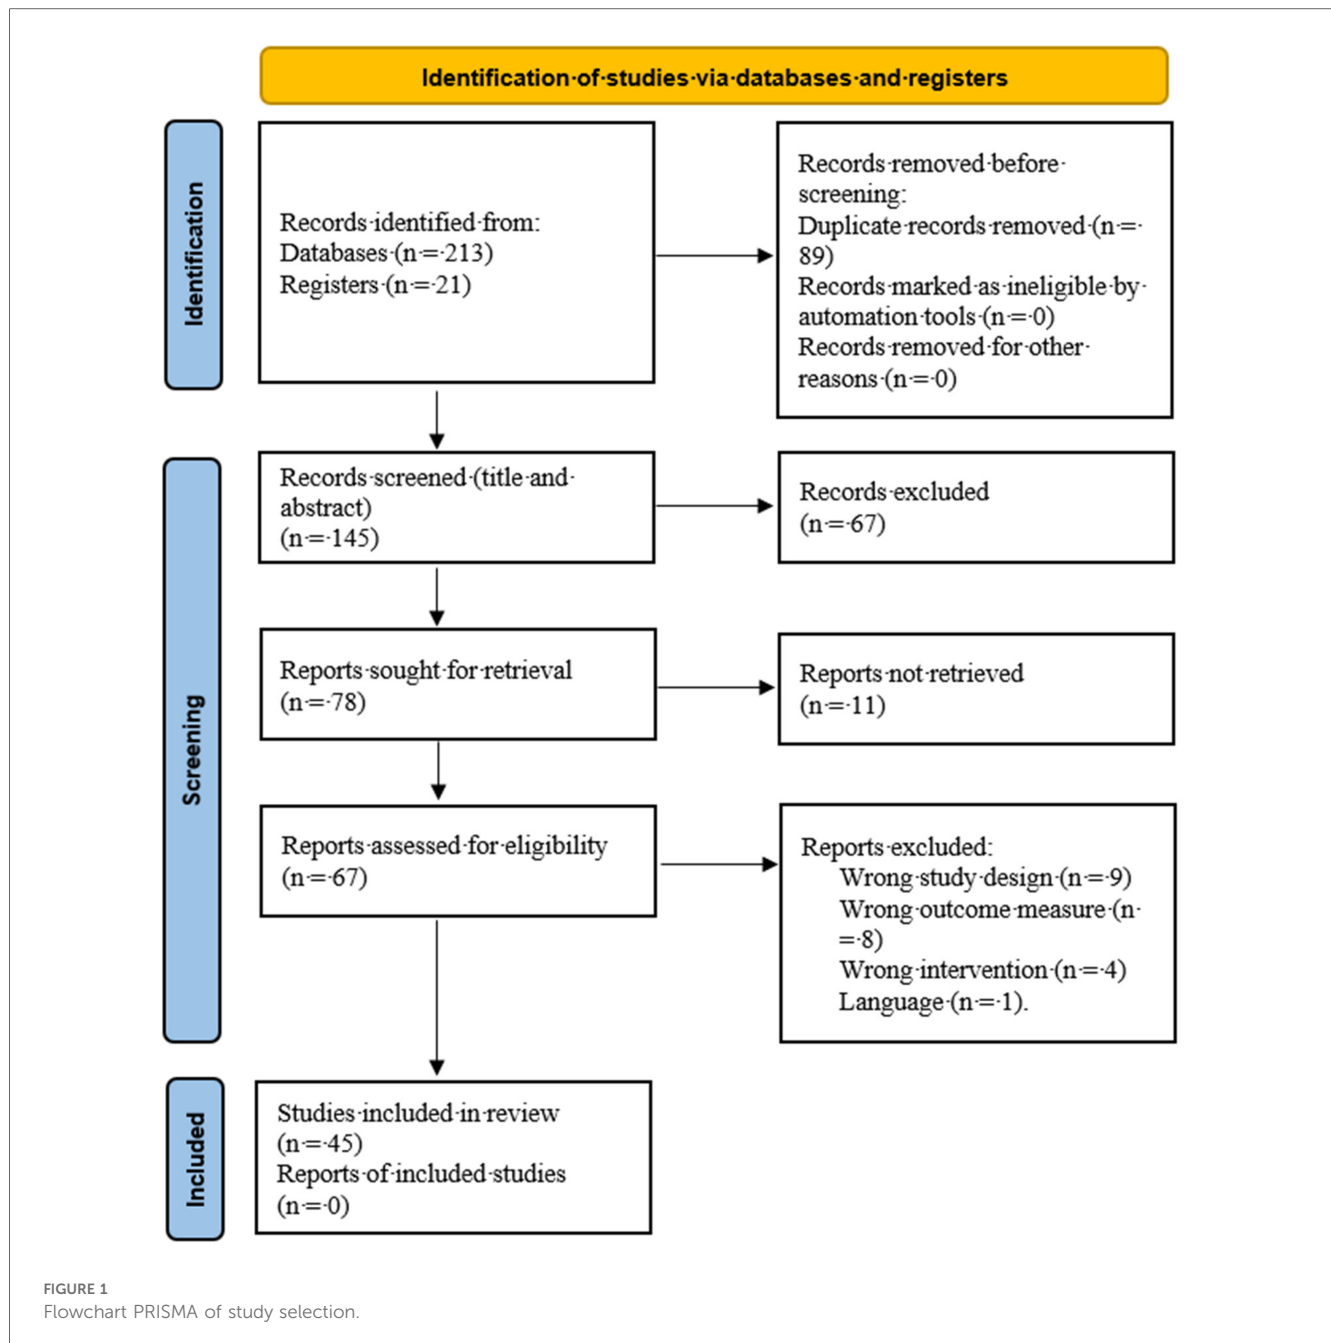 Identification·of·studies·via·databases·and·registers
Identification
Records·identified·from:
Databases·(n·=·213)
Registers·(n·=·21)
Records·removed·before·
screening:
Duplicate·records·removed·(n·=·
89)
Records·marked·as·ineligible·by·
automation·tools·(n·=·0)
Records·removed·for·other·
reasons·(n·=·0)
Screening
Records·screened·(title·and·
abstract)
(n·=·145)
Records·excluded
(n·=·67)
Reports·sought·for·retrieval
(n·=·78)
Reports·not·retrieved
(n·=·11)
Reports·assessed·for·eligibility
(n·=·67)
Reports·excluded:
Wrong·study·design·(n·=·9)
Wrong·outcome·measure·(n·
=·8)
Wrong·intervention·(n·=·4)
Language·(n·=·1).
Included
Studies·included·in·review
(n·=·45)
Reports·of·included·studies
(n·=·0)
FIGURE 1
Flowchart PRISMA of study selection.